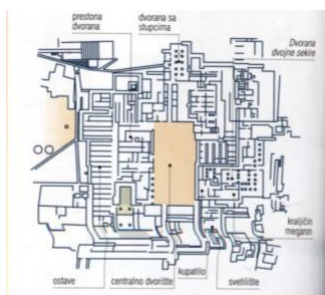 prestona
dvorana
dvorana sa
stupcima
Dvorana
dvojne sekire
kraljičin
megaron
ostave
centralno dvorište
kupatilo
svetilište